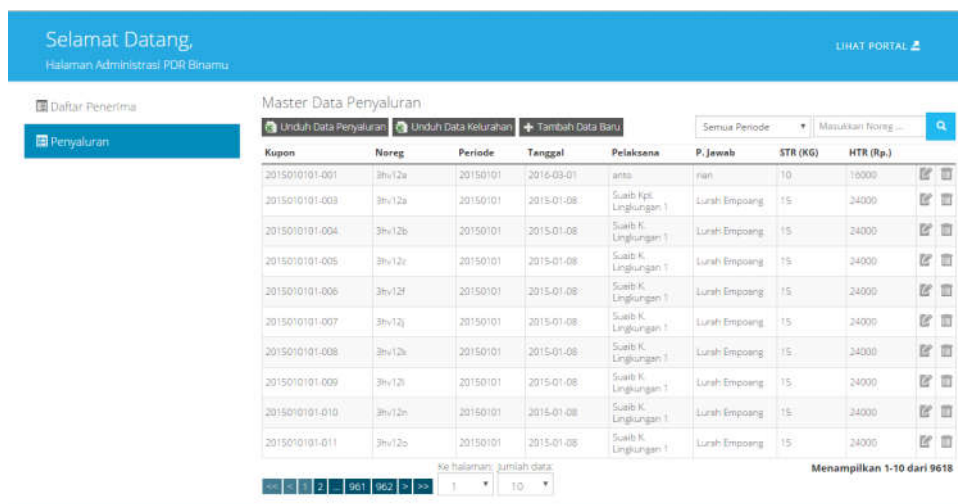 Selamat Datang,
Halaman Administrasi PDR Binamu
LIHAT PORTAL
Daftar Penerima
Penyaluran
Master Data Penyaluran
Unduh Data Penyaluran Unduh Data Kelurahan Tambah Data Baru Semua Periode Masukkan Noreg ...
Kupon Noreg Periode Tanggal Pelaksana P. Jawab STR (KG) HTR (Rp.)
2015010101-001 3hv12a 20150101 2016-03-01 anto rian 10 16000
2015010101-003 3hv12a 20150101 2015-01-08 Suaib Kpl. Lingkungan 1 Lurah Empoang 15 24000
2015010101-004 3hv12b 20150101 2015-01-08 Suaib K. Lingkungan 1 Lurah Empoang 15 24000
2015010101-005 20150101 2015-01-08 Suaib K. Lingkungan 1 Lurah Empoang 15 24000
2015010101-006 3hv12f 20150101 2015-01-08 Suaib K. Lingkungan 1 Lurah Empoang 15 24000
2015010101-007 3hv12j 20150101 2015-01-08 Suaib K. Lingkungan 1 Lurah Empoang 15 24000
2015010101-008 3hv12k 20150101 2015-01-08 Suaib K. Lingkungan 1 Lurah Empoang 15 24000
2015010101-009 20150101 2015-01-08 Suaib K. Lingkungan 1 Lurah Empoang 15 24000
2015010101-010 3hv12n 20150101 2015-01-08 Suaib K. Lingkungan 1 Lurah Empoang 15 24000
2015010101-011 3hv12o 20150101 2015-01-08 Suaib K. Lingkungan 1 Lurah Empoang 15 24000
Ke halaman: Jumlah data: Menampilkan 1-10 dari 9618
<< < 1 2 ... 961 962 > >> 1 10